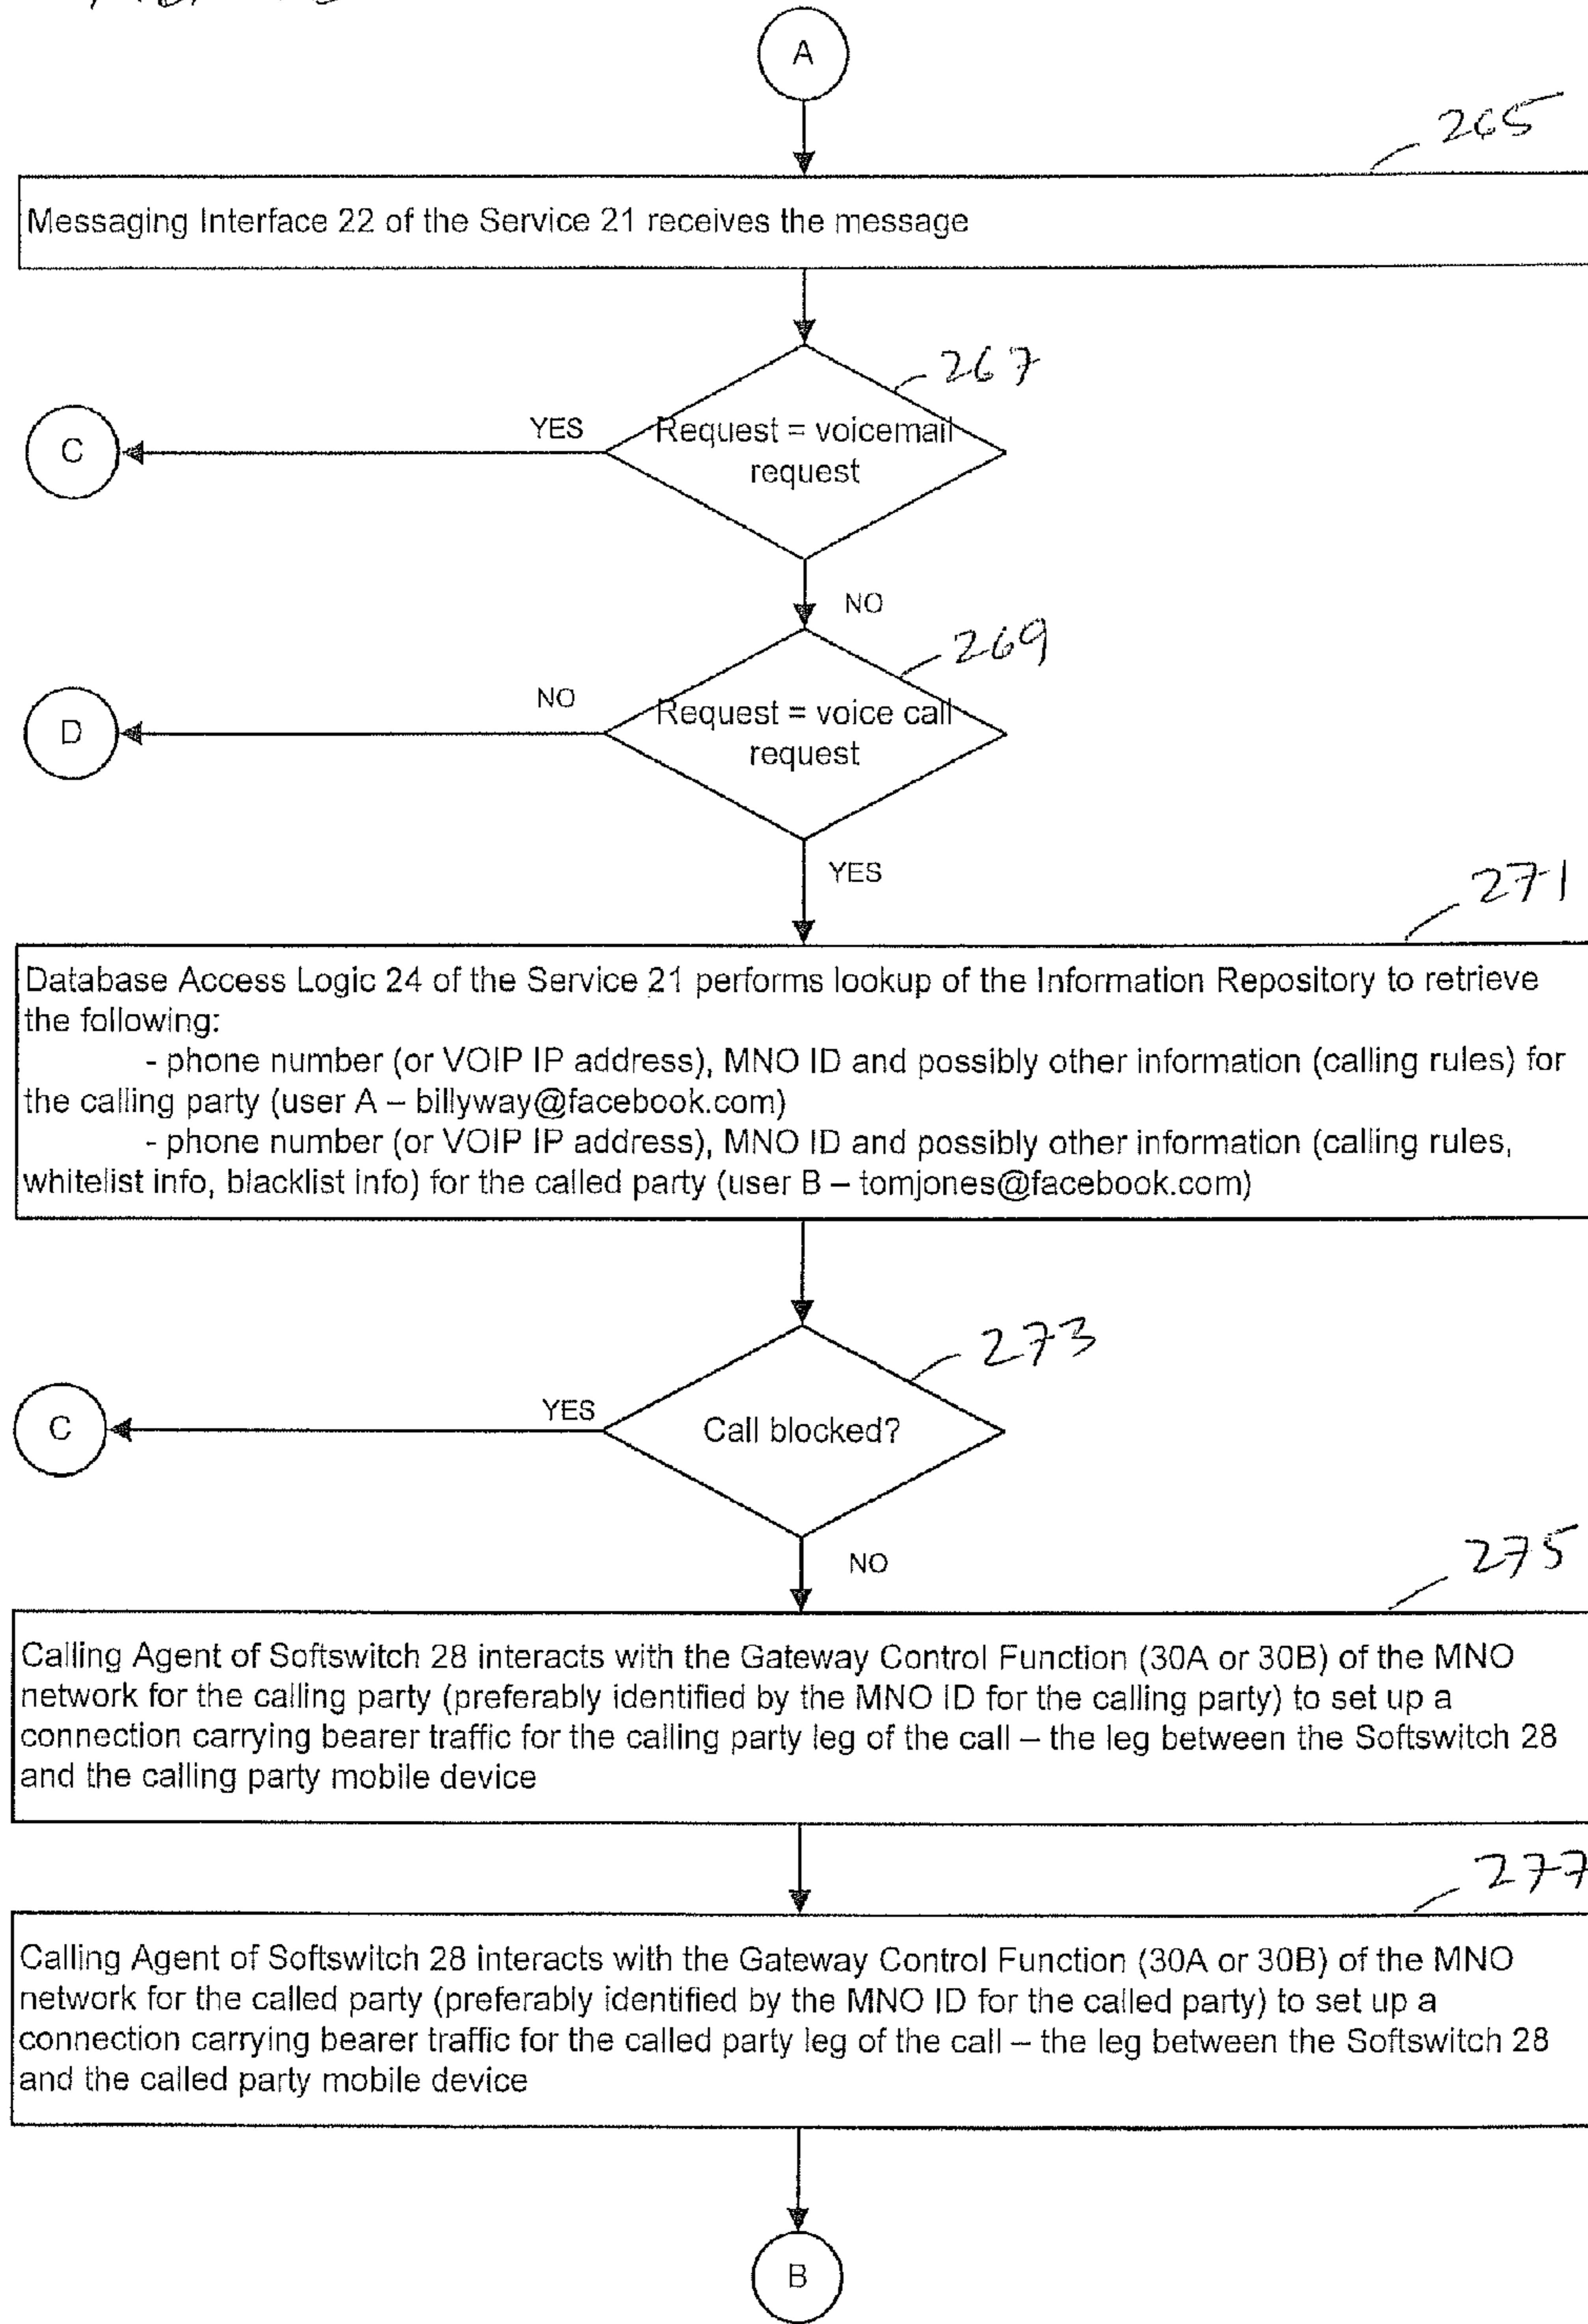 A
265
Messaging Interface 22 of the Service 21 receives the message
267
YES
Request = voicemail
request
C
NO
269
NO
Request = voice call
request
D
YES
271
Database Access Logic 24 of the Service 21 performs lookup of the Information Repository to retrieve
the following:
- phone number (or VOIP IP address), MNO ID and possibly other information (calling rules) for
the calling party (user A – billyway@facebook.com)
- phone number (or VOIP IP address), MNO ID and possibly other information (calling rules,
whitelist info, blacklist info) for the called party (user B – tomjones@facebook.com)
273
YES
Call blocked?
C
NO
275
Calling Agent of Softswitch 28 interacts with the Gateway Control Function (30A or 30B) of the MNO
network for the calling party (preferably identified by the MNO ID for the calling party) to set up a
connection carrying bearer traffic for the calling party leg of the call – the leg between the Softswitch 28
and the calling party mobile device
277
Calling Agent of Softswitch 28 interacts with the Gateway Control Function (30A or 30B) of the MNO
network for the called party (preferably identified by the MNO ID for the called party) to set up a
connection carrying bearer traffic for the called party leg of the call – the leg between the Softswitch 28
and the called party mobile device
B